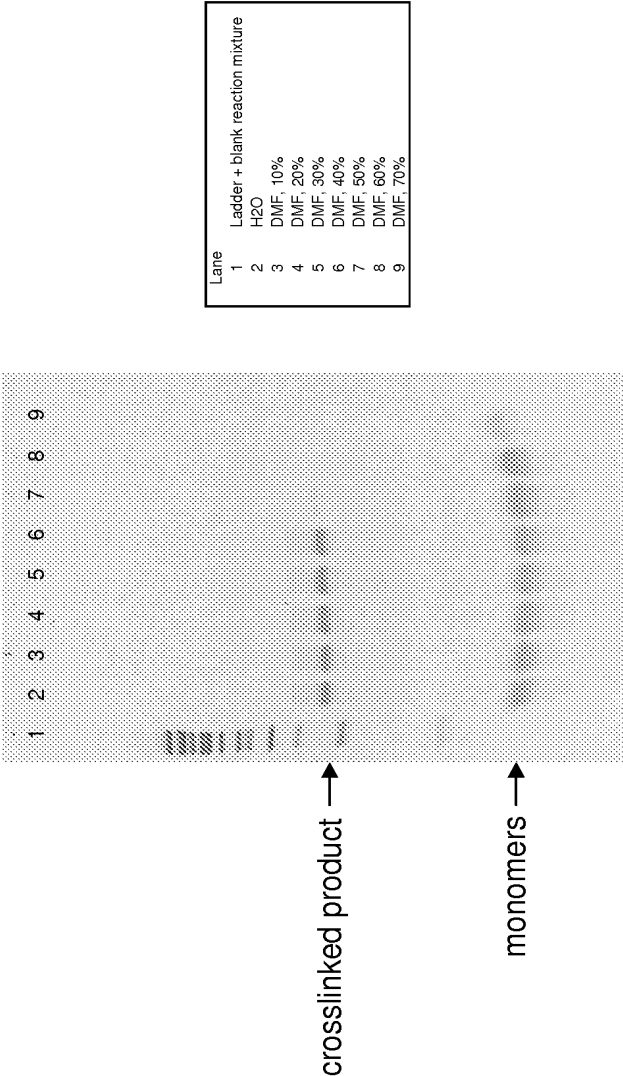 1 2 3 4 5 6 7 8 9
crosslinked product
monomers
Lane
1 Ladder + blank reaction mixture
2 H2O
3 DMF, 10%
4 DMF, 20%
5 DMF, 30%
6 DMF, 40%
7 DMF, 50%
8 DMF, 60%
9 DMF, 70%